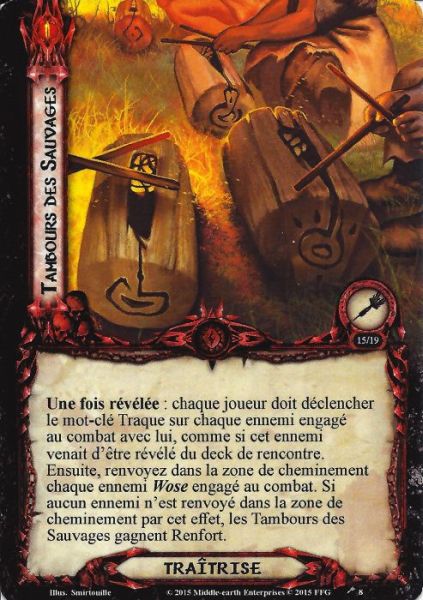 TAMBOURS DES SAUVAGES
15/19
Une fois révélée : chaque joueur doit déclencher
le mot-clé Traque sur chaque ennemi engagé
au combat avec lui, comme si cet ennemi
venait d’être révélé du deck de rencontre.
Ensuite, renvoyez dans la zone de cheminement
chaque ennemi Wose engagé au combat. Si
aucun ennemi n’est renvoyé dans la zone de
cheminement par cet effet, les Tambours des
Sauvages gagnent Renfort.
TRAÎTRISE
Illus. Smirtouille © 2015 Middle-earth Enterprises © 2015 FFG 8